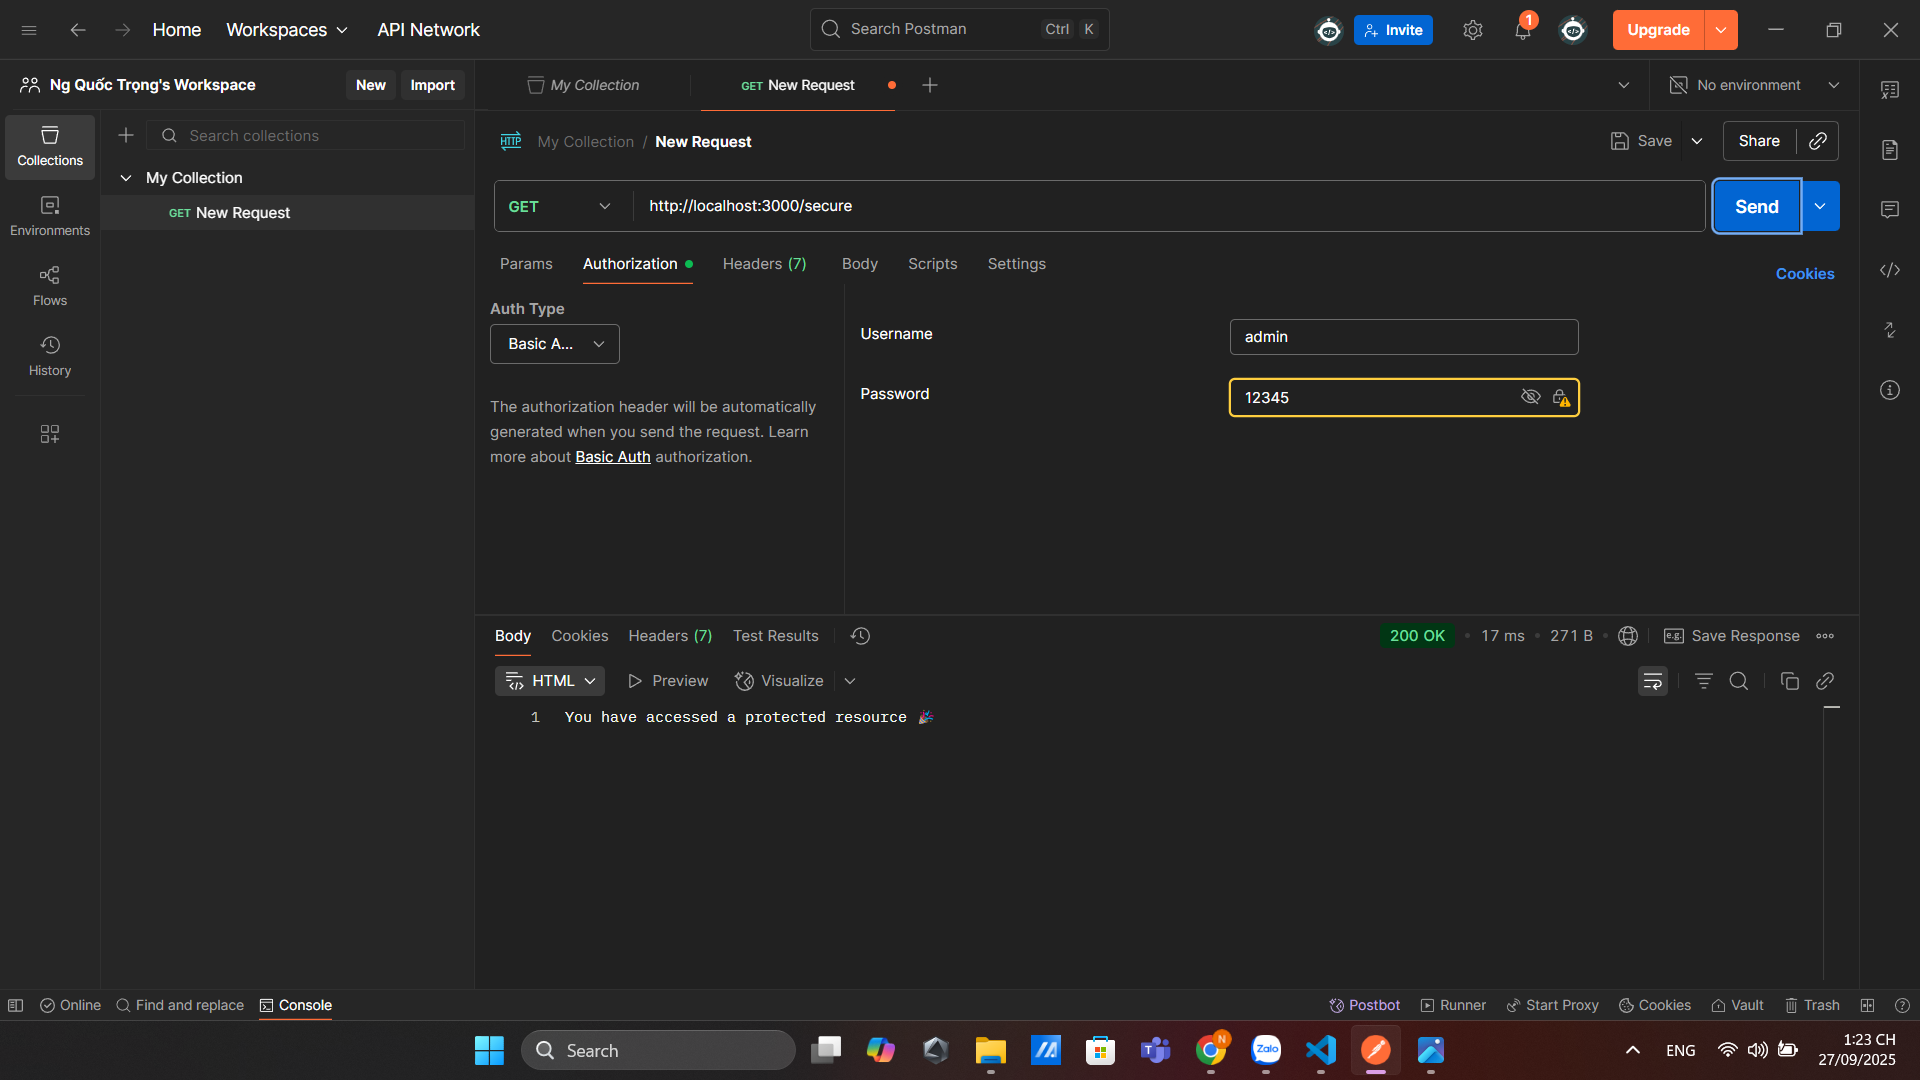 Home Workspaces API Network Search Postman Ctrl K Invite 1 Upgrade
Ng Quốc Trọng's Workspace New Import My Collection GET New Request No environment
Collections
Environments
Flows
History
Search collections
My Collection
GET New Request
HTTP My Collection / New Request Save Share
GET http://localhost:3000/secure Send
Params Authorization Headers (7) Body Scripts Settings Cookies
Auth Type
Basic A...
The authorization header will be automatically
generated when you send the request. Learn
more about Basic Auth authorization.
Username admin
Password 12345
Body Cookies Headers (7) Test Results 200 OK • 17 ms • 271 B • e.g. Save Response
HTML Preview Visualize
1 You have accessed a protected resource 🎉
Online Find and replace Console Postbot Runner Start Proxy Cookies Vault Trash
Search N Zalo ENG 1:23 CH
27/09/2025